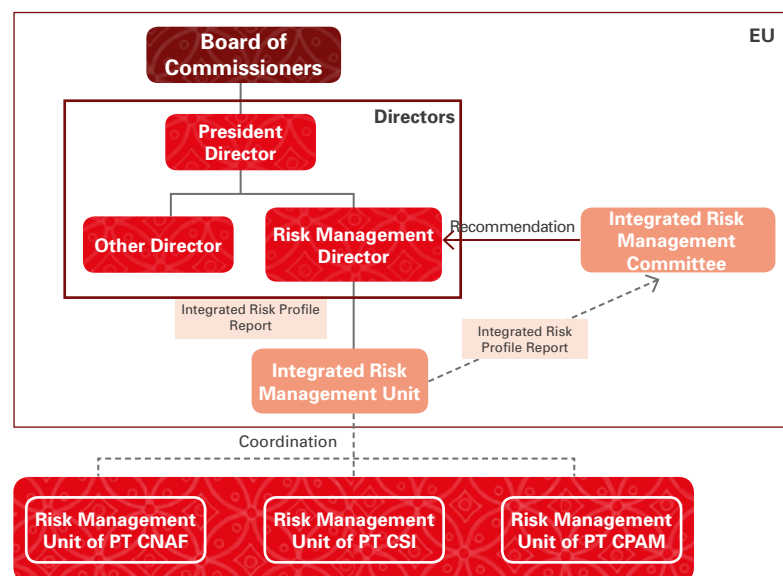 EU
Board of
Commissioners
Directors
President
Director
Other Director
Risk Management
Director
Recommendation
Integrated Risk
Management
Committee
Integrated Risk Profile
Report
Integrated Risk
Profile Report
Integrated Risk
Management Unit
Coordination
Risk Management
Unit of PT CNAF
Risk Management
Unit of PT CSI
Risk Management
Unit of PT CPAM